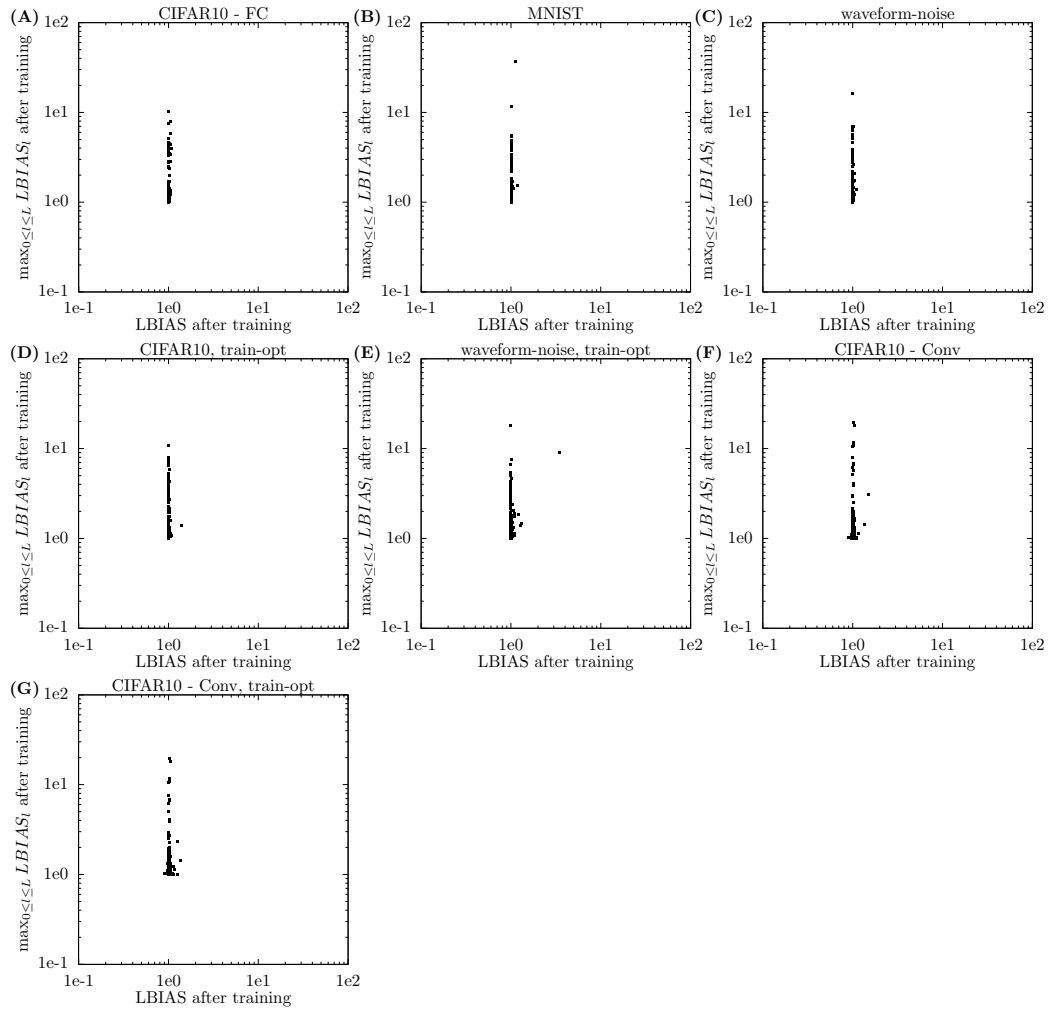 (A) CIFAR10 - FC
1e2
1e1
1e0
1e-1
max_{0≤l≤L} LBIAS_l after training
1e-1 1e0 1e1 1e2
LBIAS after training
(B) MNIST
1e2
1e1
1e0
1e-1
max_{0≤l≤L} LBIAS_l after training
1e-1 1e0 1e1 1e2
LBIAS after training
(C) waveform-noise
1e2
1e1
1e0
1e-1
max_{0≤l≤L} LBIAS_l after training
1e-1 1e0 1e1 1e2
LBIAS after training
(D) CIFAR10, train-opt
1e2
1e1
1e0
1e-1
max_{0≤l≤L} LBIAS_l after training
1e-1 1e0 1e1 1e2
LBIAS after training
(E) waveform-noise, train-opt
1e2
1e1
1e0
1e-1
max_{0≤l≤L} LBIAS_l after training
1e-1 1e0 1e1 1e2
LBIAS after training
(F) CIFAR10 - Conv
1e2
1e1
1e0
1e-1
max_{0≤l≤L} LBIAS_l after training
1e-1 1e0 1e1 1e2
LBIAS after training
(G) CIFAR10 - Conv, train-opt
1e2
1e1
1e0
1e-1
max_{0≤l≤L} LBIAS_l after training
1e-1 1e0 1e1 1e2
LBIAS after training